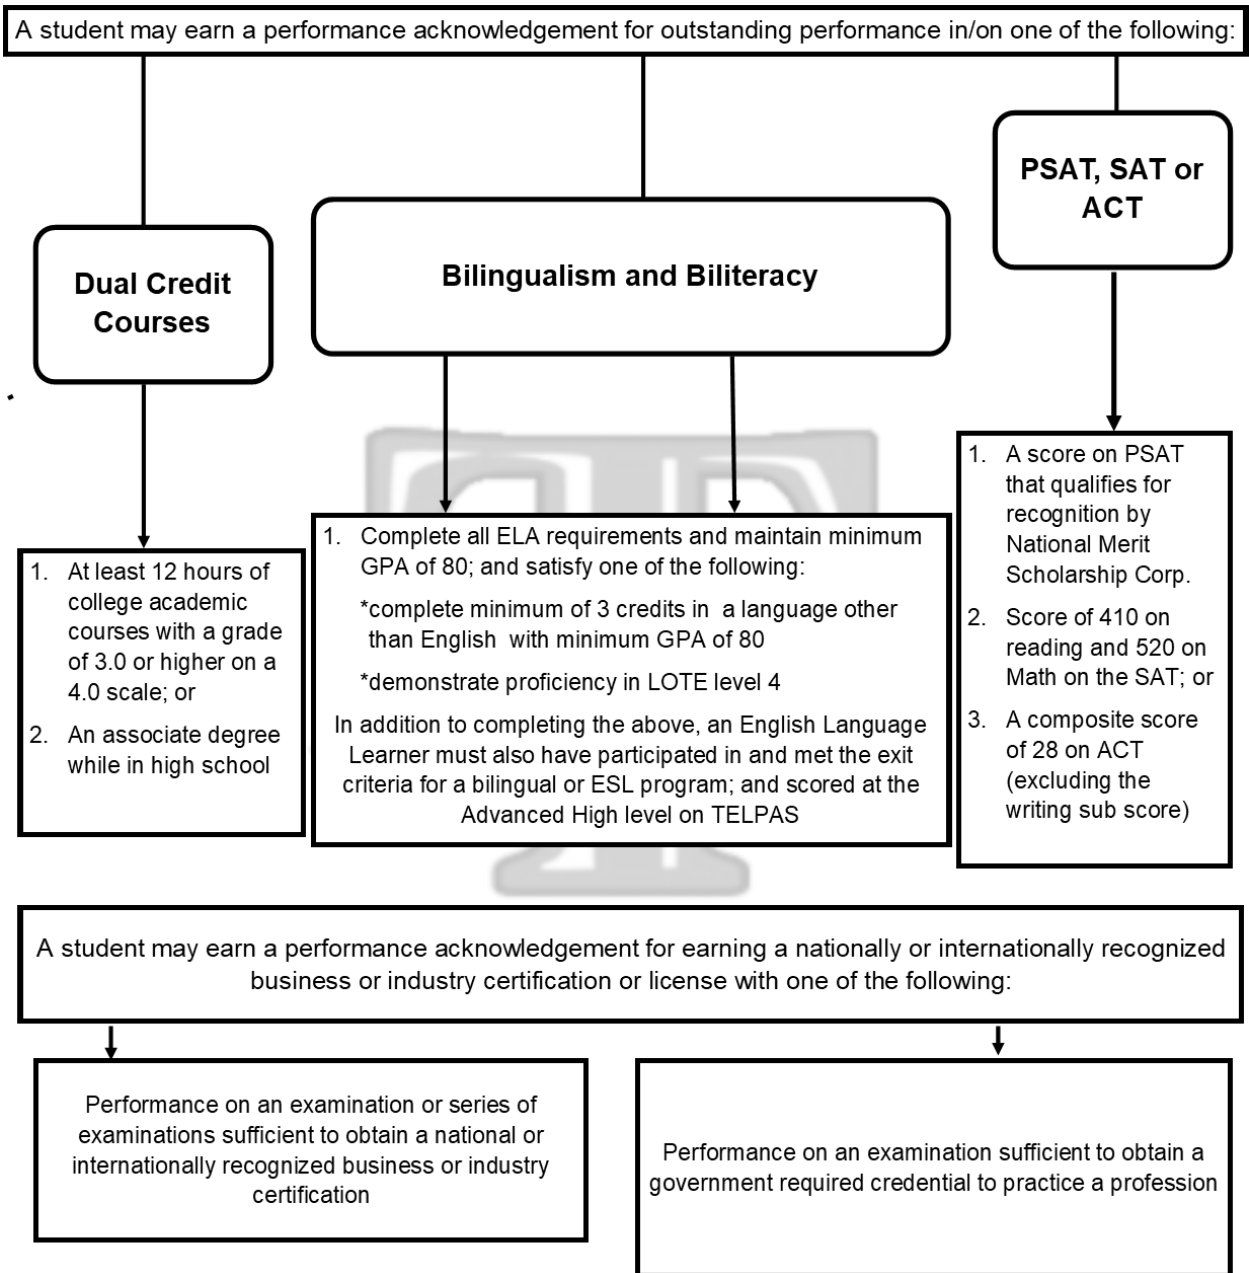 A student may earn a performance acknowledgement for outstanding performance in/on one of the following:
Dual Credit
Courses
Bilingualism and Biliteracy
PSAT, SAT or
ACT
1. At least 12 hours of
college academic
courses with a grade
of 3.0 or higher on a
4.0 scale; or
2. An associate degree
while in high school
1. Complete all ELA requirements and maintain minimum
GPA of 80; and satisfy one of the following:
*complete minimum of 3 credits in a language other
than English with minimum GPA of 80
*demonstrate proficiency in LOTE level 4
In addition to completing the above, an English Language
Learner must also have participated in and met the exit
criteria for a bilingual or ESL program; and scored at the
Advanced High level on TELPAS
1. A score on PSAT
that qualifies for
recognition by
National Merit
Scholarship Corp.
2. Score of 410 on
reading and 520 on
Math on the SAT; or
3. A composite score
of 28 on ACT
(excluding the
writing sub score)
A student may earn a performance acknowledgement for earning a nationally or internationally recognized
business or industry certification or license with one of the following:
Performance on an examination or series of
examinations sufficient to obtain a national or
internationally recognized business or industry
certification
Performance on an examination sufficient to obtain a
government required credential to practice a profession